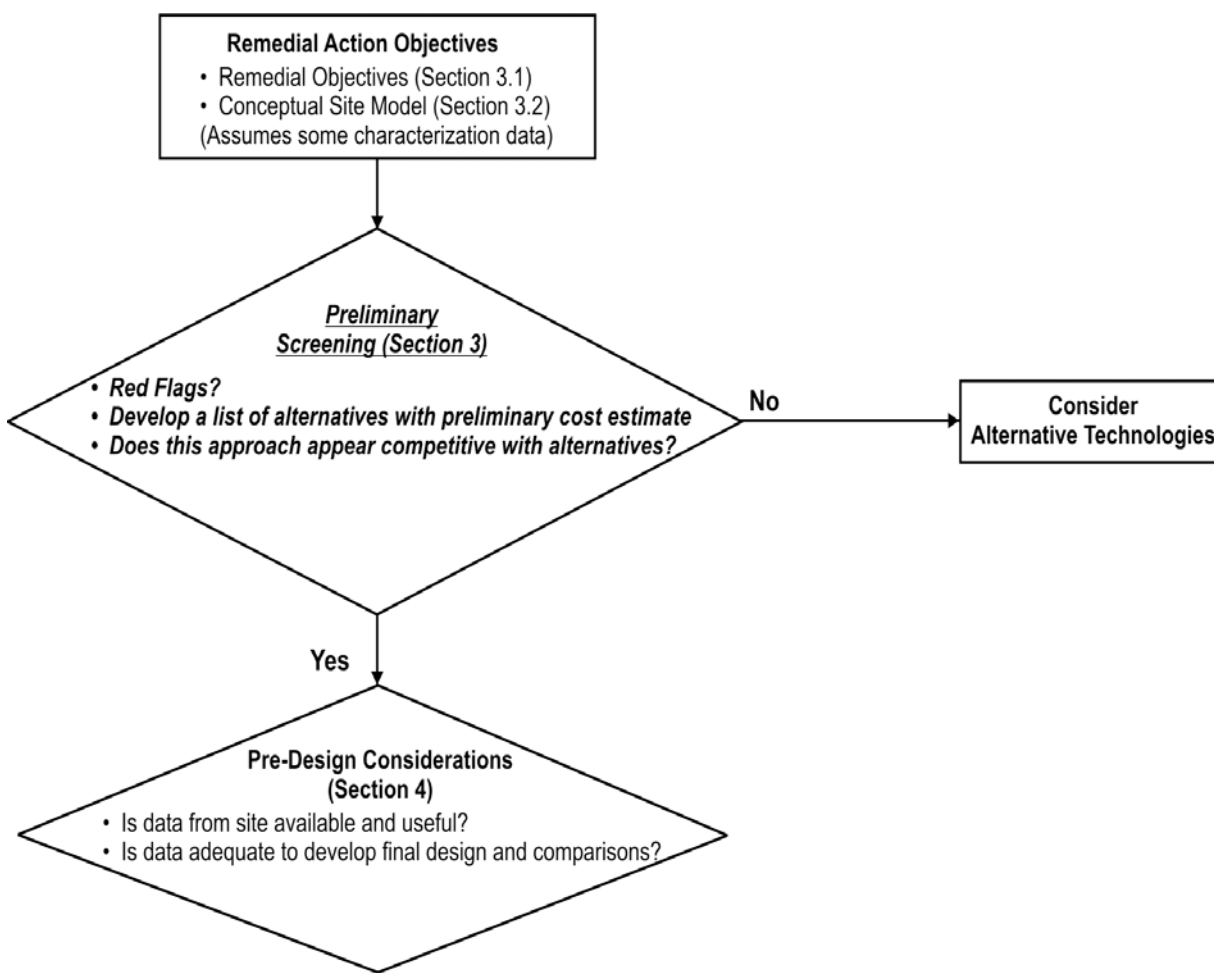 Remedial Action Objectives
• Remedial Objectives (Section 3.1)
• Conceptual Site Model (Section 3.2)
(Assumes some characterization data)
Preliminary
Screening (Section 3)
• Red Flags?
• Develop a list of alternatives with preliminary cost estimate
• Does this approach appear competitive with alternatives?
No
Consider
Alternative Technologies
Yes
Pre-Design Considerations
(Section 4)
• Is data from site available and useful?
• Is data adequate to develop final design and comparisons?